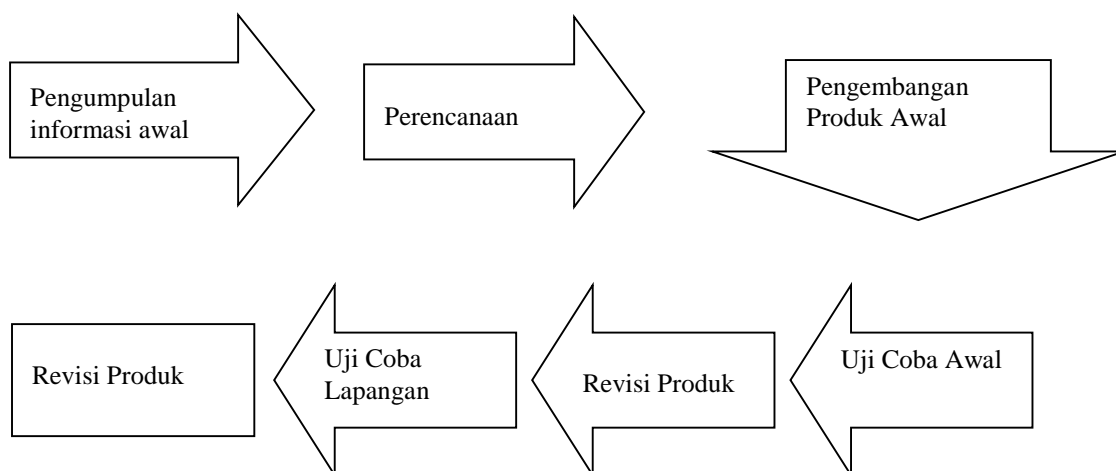 Pengumpulan
informasi awal
Perencanaan
Pengembangan
Produk Awal
Uji Coba Awal
Revisi Produk
Uji Coba
Lapangan
Revisi Produk